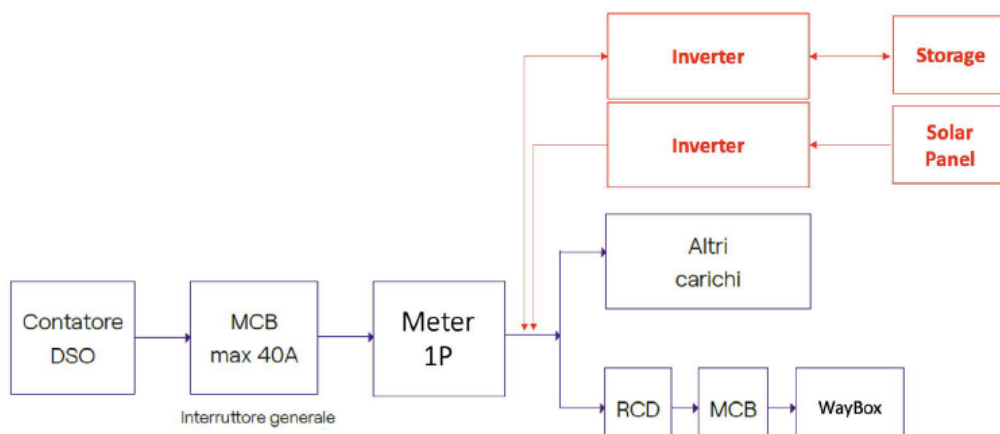 Inverter
Storage
Inverter
Solar
Panel
Altri
carichi
Contatore
DSO
MCB
max 40A
Meter
1P
Interruttore generale
RCD
MCB
WayBox